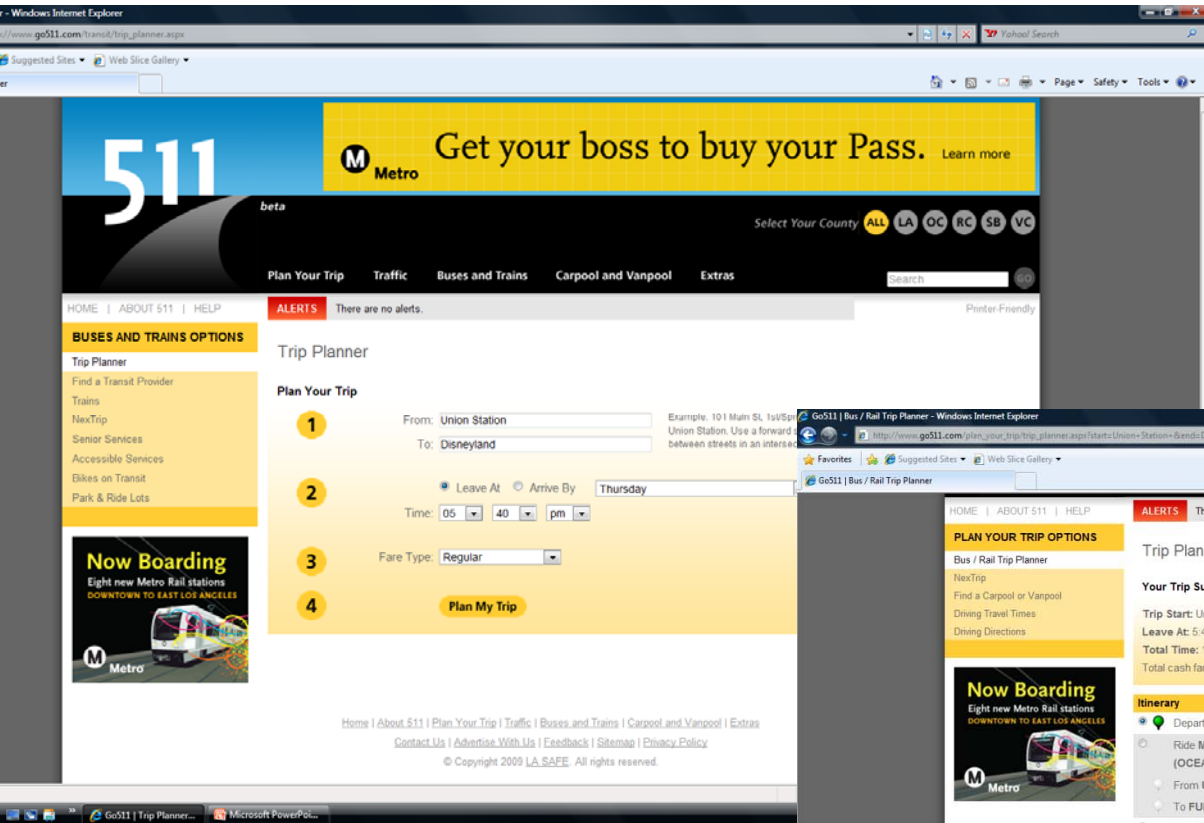 r - Windows Internet Explorer
://www.go511.com/transit/trip_planner.aspx
Yahoo! Search
Suggested Sites Web Slice Gallery
er
Page Safety Tools
511
Metro
Get your boss to buy your Pass. Learn more
beta
Select Your County ALL LA OC RC SB VC
Plan Your Trip Traffic Buses and Trains Carpool and Vanpool Extras
Search GO
HOME | ABOUT 511 | HELP
ALERTS There are no alerts.
Printer-Friendly
BUSES AND TRAINS OPTIONS
Trip Planner
Find a Transit Provider
Trains
NexTrip
Senior Services
Accessible Services
Bikes on Transit
Park & Ride Lots
Now Boarding
Eight new Metro Rail stations
DOWNTOWN TO EAST LOS ANGELES
M Metro
Trip Planner
Plan Your Trip
1 From: Union Station
Example. 101 Main St, 1st/Spr
Union Station. Use a forward s
To: Disneyland
between streets in an intersec
2 Leave At Arrive By Thursday
Time: 05 40 pm
3 Fare Type: Regular
4 Plan My Trip
Home | About 511 | Plan Your Trip | Traffic | Buses and Trains | Carpool and Vanpool | Extras
Contact Us | Advertise With Us | Feedback | Sitemap | Privacy Policy
© Copyright 2009 LA SAFE. All rights reserved.
Go511 | Trip Planner... Microsoft PowerPoi...
Go511 | Bus / Rail Trip Planner - Windows Internet Explorer
http://www.go511.com/plan_your_trip/trip_planner.aspx?start=Union+Station+&end=D
Favorites Suggested Sites Web Slice Gallery
Go511 | Bus / Rail Trip Planner
HOME | ABOUT 511 | HELP
ALERTS Th
PLAN YOUR TRIP OPTIONS
Bus / Rail Trip Planner
NexTrip
Find a Carpool or Vanpool
Driving Travel Times
Driving Directions
Now Boarding
Eight new Metro Rail stations
DOWNTOWN TO EAST LOS ANGELES
M Metro
Trip Plan
Your Trip Su
Trip Start: U
Leave At: 5:4
Total Time:
Total cash far
Itinerary
Depart
Ride M
(OCEA
From U
To FUL